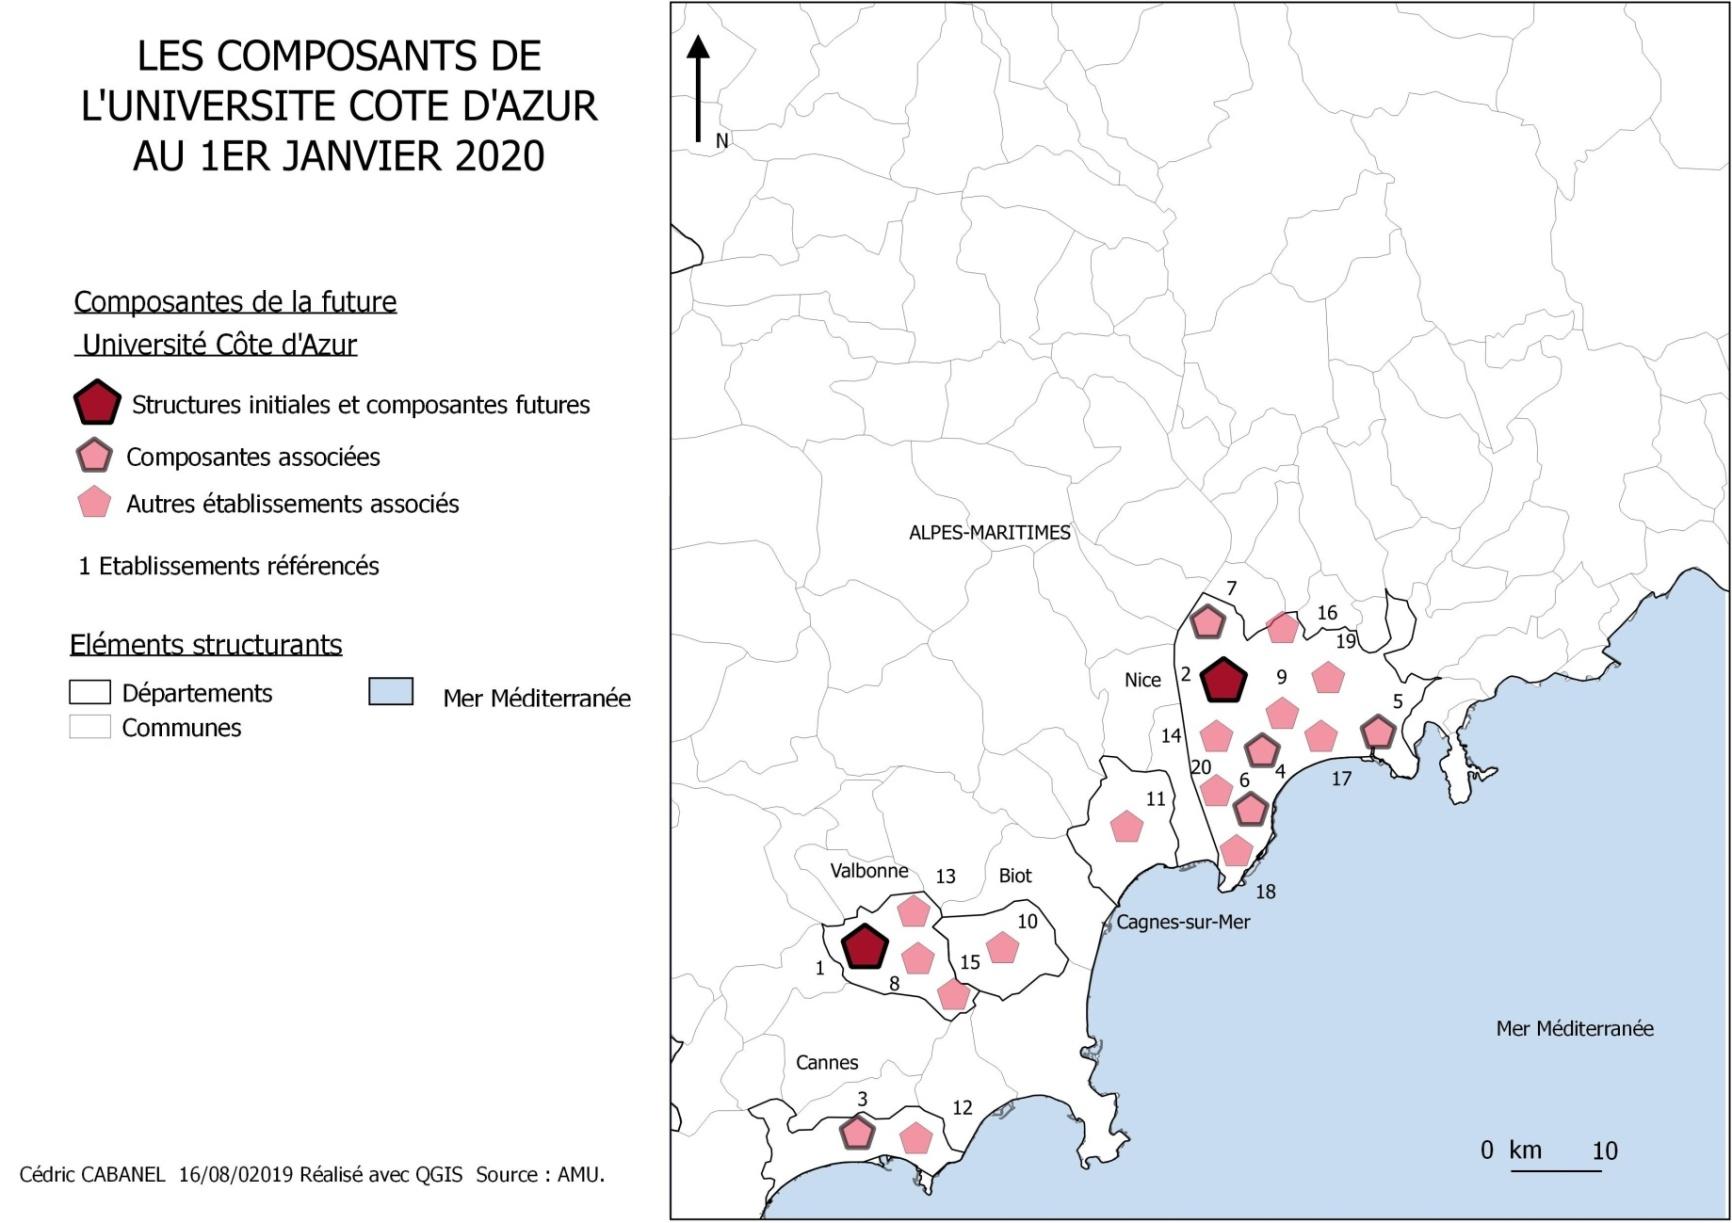 LES COMPOSANTS DE
L'UNIVERSITE COTE D'AZUR
AU 1ER JANVIER 2020
Composantes de la future
Université Côte d'Azur
Structures initiales et composantes futures
Composantes associées
Autres établissements associés
1 Etablissements référencés
Eléments structurants
Départements
Mer Méditerranée
Communes
Cédric CABANEL 16/08/02019 Réalisé avec QGIS Source : AMU.
N
ALPES-MARITIMES
7
16
19
Nice
2
9
5
14
20
6
4
17
11
18
Valbonne
13
Biot
10
Cagnes-sur-Mer
1
8
15
Mer Méditerranée
Cannes
3
12
0 km 10